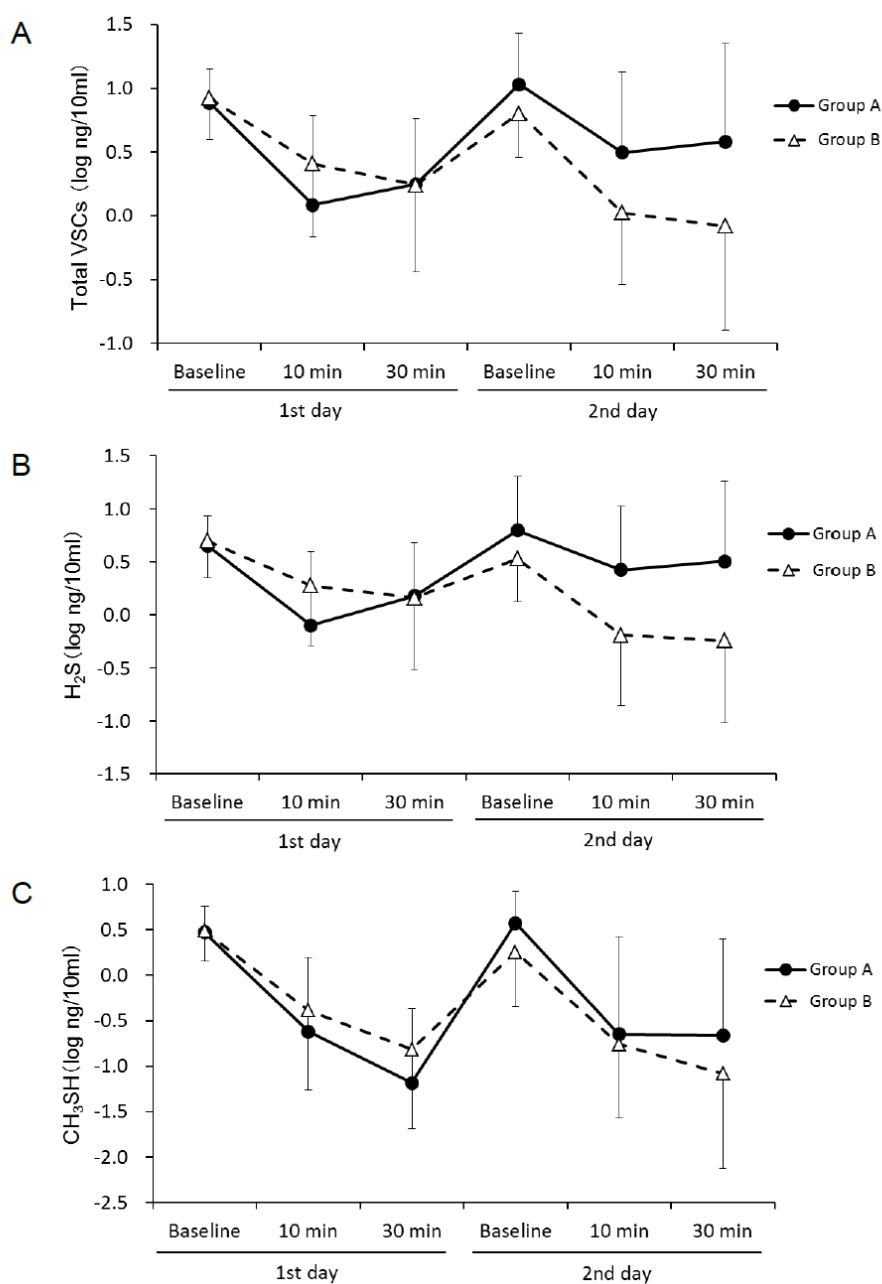 A
Total VSCs (log ng/10ml)
1.5
1.0
0.5
0.0
-0.5
-1.0
Group A
Group B
Baseline 10 min 30 min Baseline 10 min 30 min
1st day 2nd day
B
H₂S(log ng/10ml)
1.5
1.0
0.5
0.0
-0.5
-1.0
-1.5
Group A
Group B
Baseline 10 min 30 min Baseline 10 min 30 min
1st day 2nd day
C
CH₃SH(log ng/10ml)
1.0
0.5
0.0
-0.5
-1.0
-1.5
-2.0
-2.5
Group A
Group B
Baseline 10 min 30 min Baseline 10 min 30 min
1st day 2nd day